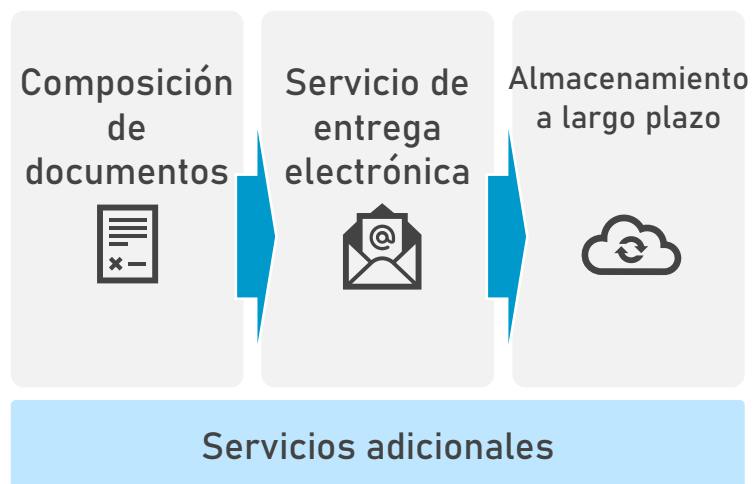 Composición
de
documentos
Servicio de
entrega
electrónica
@
Almacenamiento
a largo plazo
Servicios adicionales